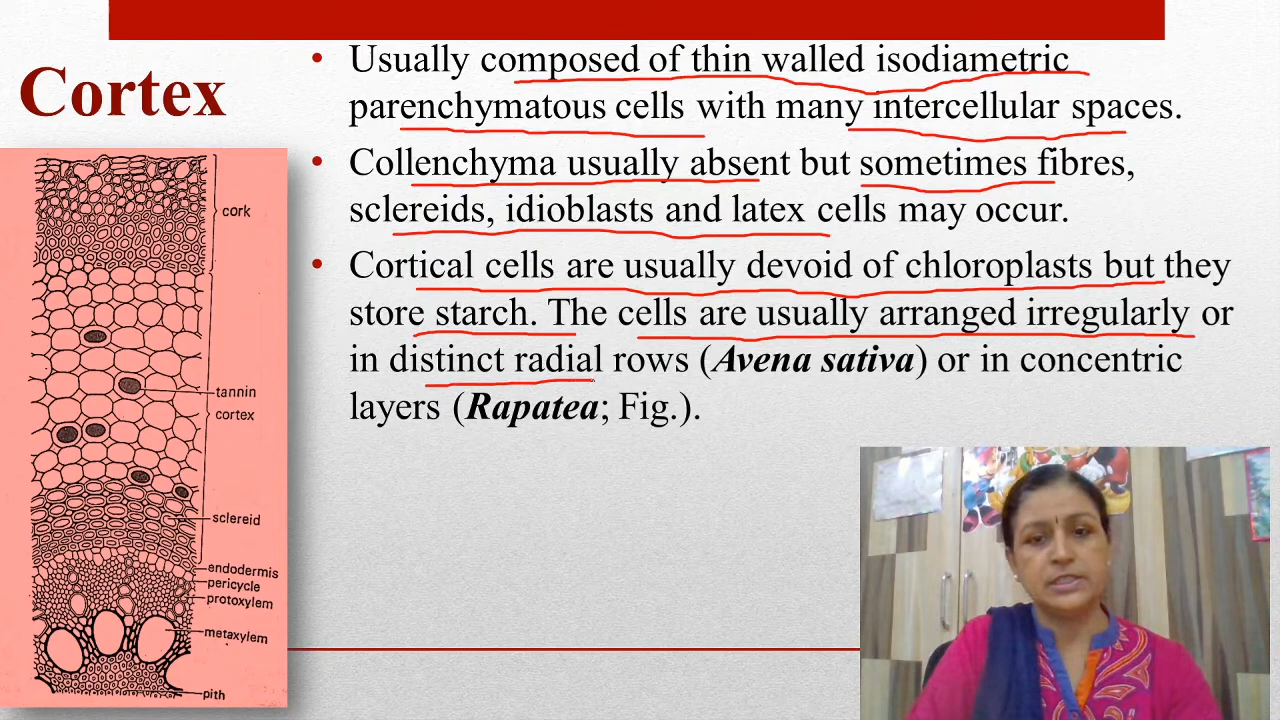 Cortex
• Usually composed of thin walled isodiametric
parenchymatous cells with many intercellular spaces.
• Collenchyma usually absent but sometimes fibres,
sclereids, idioblasts and latex cells may occur.
• Cortical cells are usually devoid of chloroplasts but they
store starch. The cells are usually arranged irregularly or
in distinct radial rows (Avena sativa) or in concentric
layers (Rapatea; Fig.).
cork
tannin
cortex
sclereid
endodermis
pericycle
protoxylem
metaxylem
pith